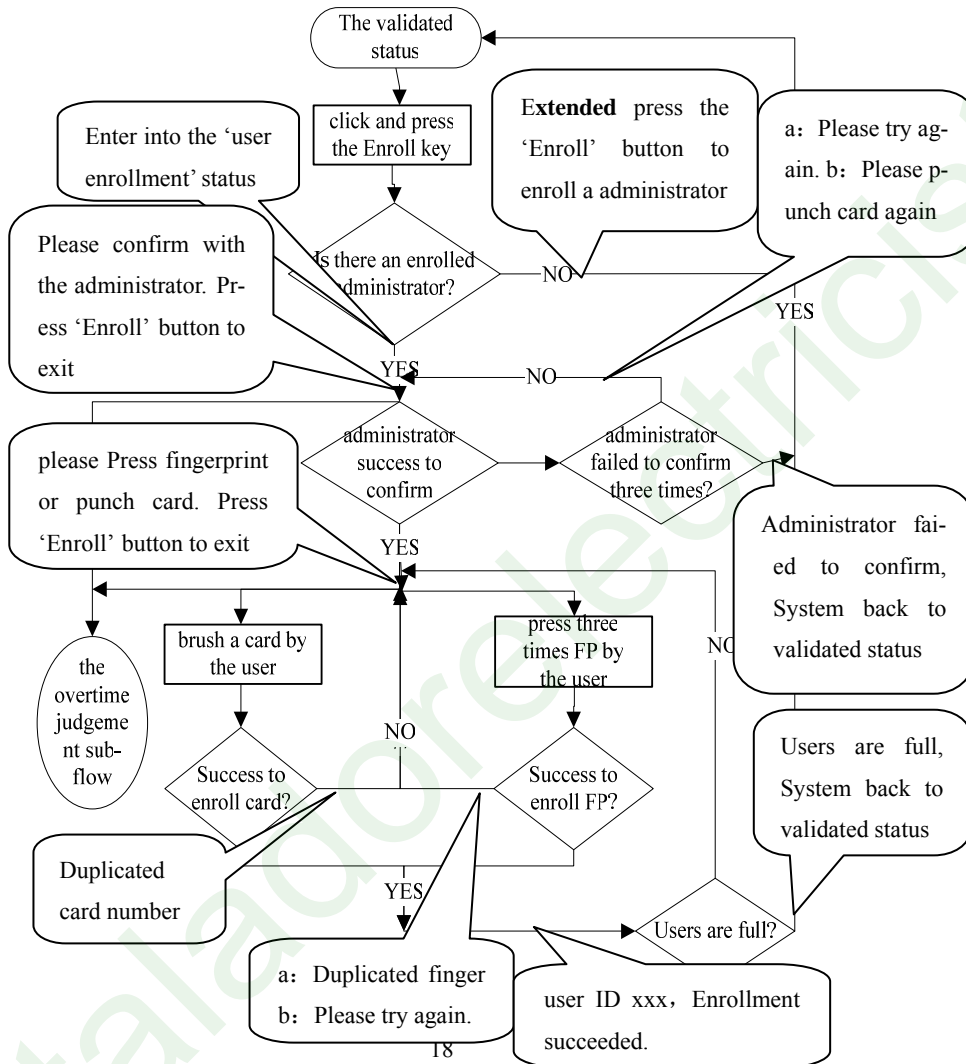 The validated
status
click and press
the Enroll key
Extended press the
‘Enroll’ button to
enroll a administrator
a：Please try ag-
ain. b：Please p-
unch card again
Enter into the ‘user
enrollment’ status
Please confirm with
the administrator. Pr-
ess ‘Enroll’ button to
exit
Is there an enrolled
administrator?
NO
YES
YES
NO
please Press fingerprint
or punch card. Press
‘Enroll’ button to exit
administrator
success to
confirm
administrator
failed to confirm
three times?
YES
Administrator fai-
ed to confirm,
System back to
validated status
brush a card by
the user
press three
times FP by
the user
NO
the
overtime
judgeme
nt sub-
flow
NO
Success to
enroll card?
Success to
enroll FP?
Users are full,
System back to
validated status
Duplicated
card number
YES
Users are full?
a：Duplicated finger
b：Please try again.
user ID xxx，Enrollment
succeeded.
18